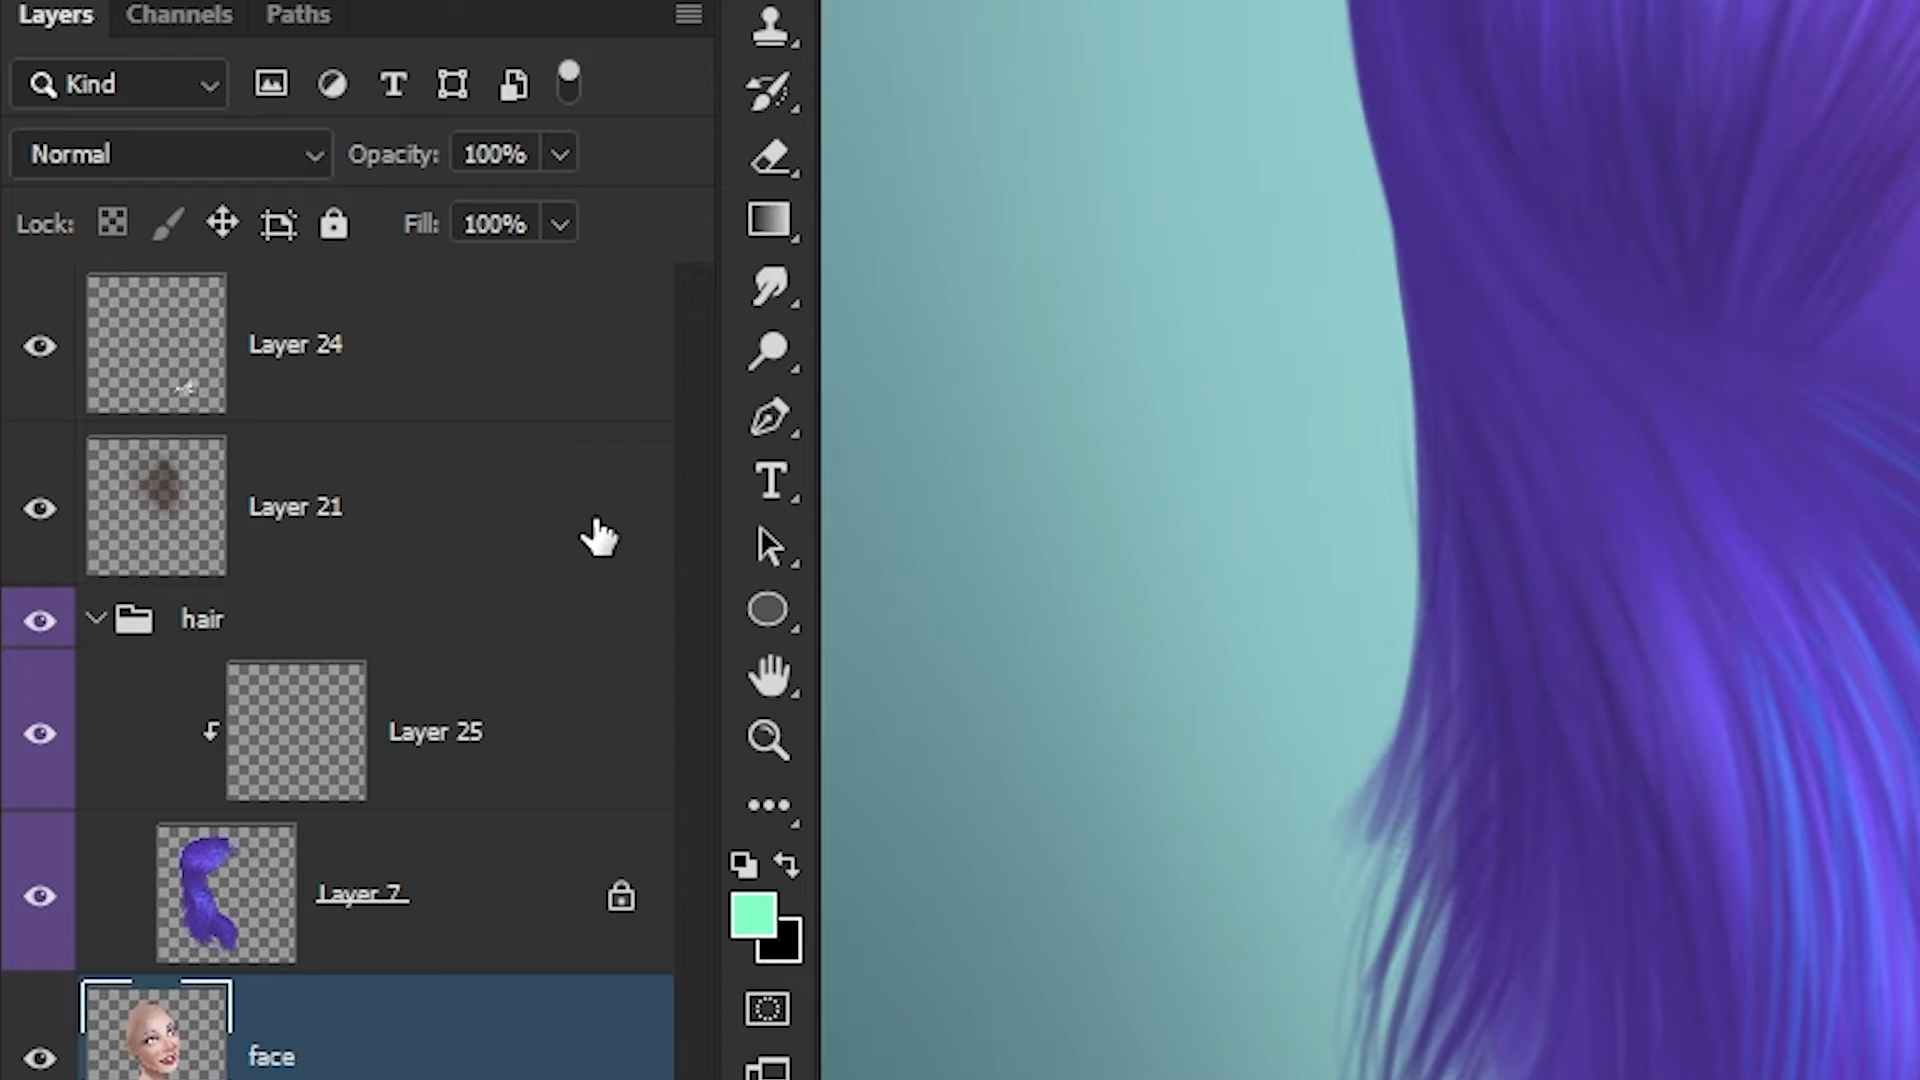 Layers Channels Paths
Kind
Normal Opacity: 100%
Lock: Fill: 100%
Layer 24
Layer 21
hair
Layer 25
Layer 7
face